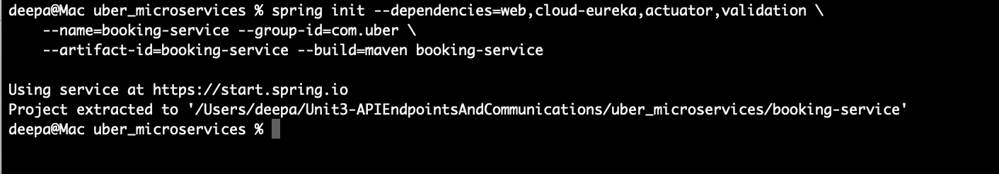 deepa@Mac uber_microservices % spring init --dependencies=web,cloud-eureka,actuator,validation \
    --name=booking-service --group-id=com.uber \
    --artifact-id=booking-service --build=maven booking-service

Using service at https://start.spring.io
Project extracted to '/Users/deepa/Unit3-APIEndpointsAndCommunications/uber_microservices/booking-service'
deepa@Mac uber_microservices %